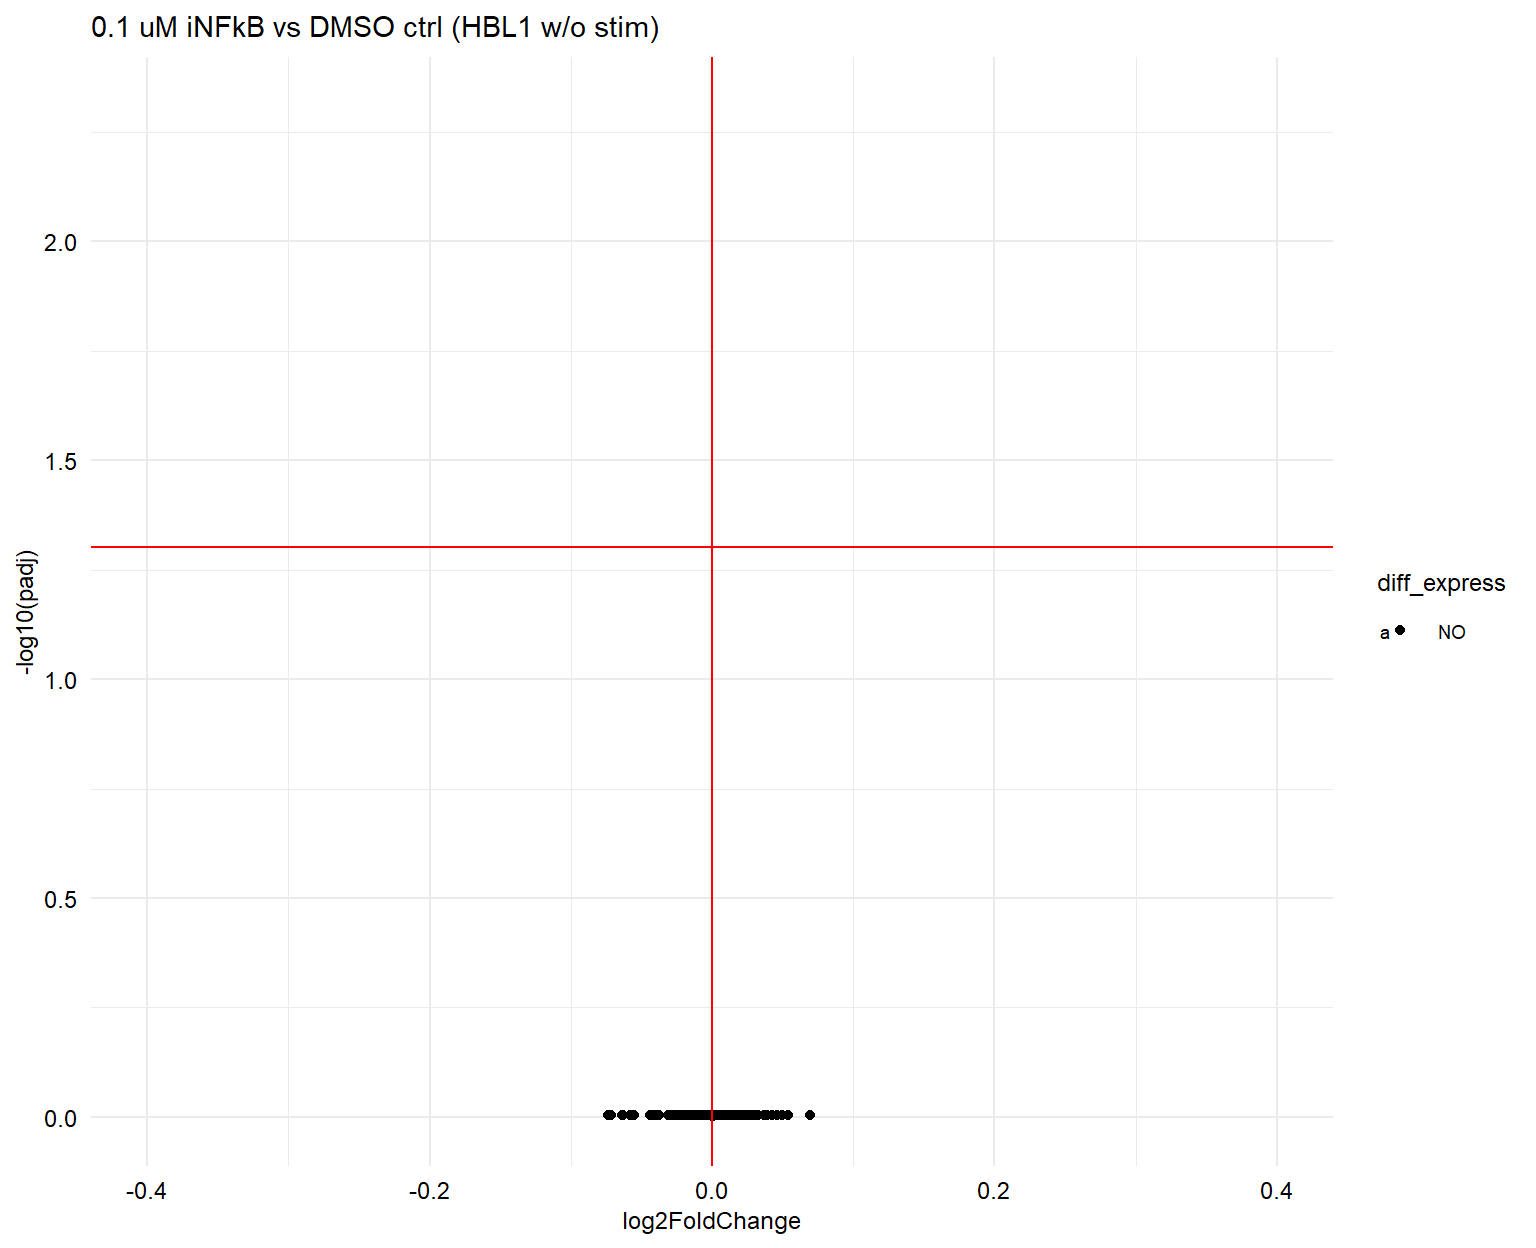 0.1 uM iNFkB vs DMSO ctrl (HBL1 w/o stim)
-log10(padj)
2.0
1.5
1.0
0.5
0.0
-0.4
-0.2
0.0
0.2
0.4
log2FoldChange
diff_express
a NO